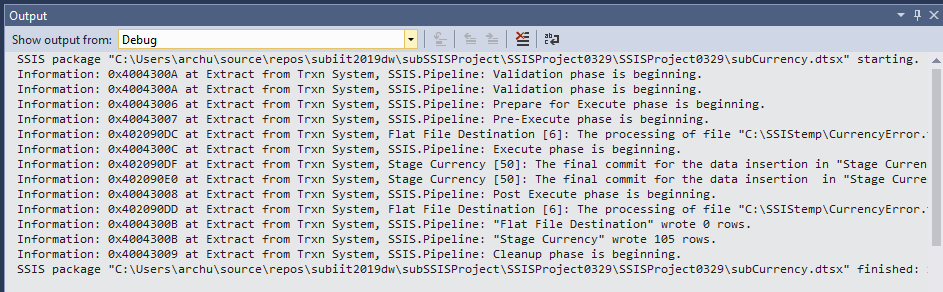 Output
Show output from: Debug
SSIS package "C:\Users\archu\source\repos\subiit2019dw\subSSISProject\SSISProject0329\SSISProject0329\subCurrency.dtsx" starting.
Information: 0x4004300A at Extract from Trxn System, SSIS.Pipeline: Validation phase is beginning.
Information: 0x4004300A at Extract from Trxn System, SSIS.Pipeline: Validation phase is beginning.
Information: 0x40043006 at Extract from Trxn System, SSIS.Pipeline: Prepare for Execute phase is beginning.
Information: 0x40043007 at Extract from Trxn System, SSIS.Pipeline: Pre-Execute phase is beginning.
Information: 0x402090DC at Extract from Trxn System, Flat File Destination [6]: The processing of file "C:\SSIStemp\CurrencyError.
Information: 0x4004300C at Extract from Trxn System, SSIS.Pipeline: Execute phase is beginning.
Information: 0x402090DF at Extract from Trxn System, Stage Currency [50]: The final commit for the data insertion in "Stage Curren
Information: 0x402090E0 at Extract from Trxn System, Stage Currency [50]: The final commit for the data insertion  in "Stage Curre
Information: 0x40043008 at Extract from Trxn System, SSIS.Pipeline: Post Execute phase is beginning.
Information: 0x402090DD at Extract from Trxn System, Flat File Destination [6]: The processing of file "C:\SSIStemp\CurrencyError.
Information: 0x4004300B at Extract from Trxn System, SSIS.Pipeline: "Flat File Destination" wrote 0 rows.
Information: 0x4004300B at Extract from Trxn System, SSIS.Pipeline: "Stage Currency" wrote 105 rows.
Information: 0x40043009 at Extract from Trxn System, SSIS.Pipeline: Cleanup phase is beginning.
SSIS package "C:\Users\archu\source\repos\subiit2019dw\subSSISProject\SSISProject0329\SSISProject0329\subCurrency.dtsx" finished: